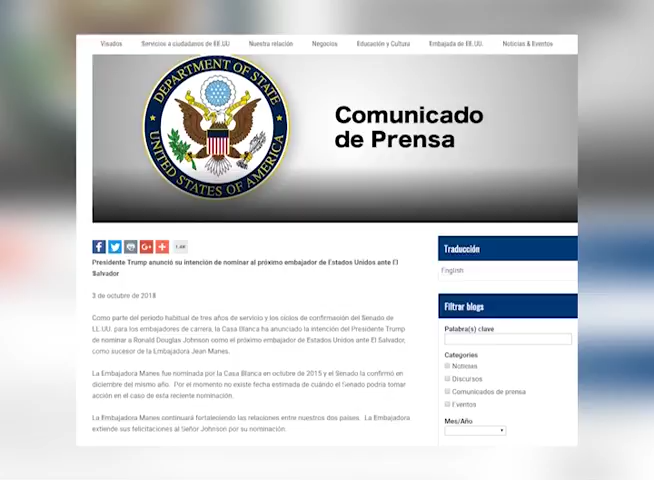 Visados Servicios a ciudadanos de EE.UU Nuestra relación Negocios Educación y Cultura Embajada de EE.UU. Noticias & Eventos
DEPARTMENT OF STATE
UNITED STATES OF AMERICA
Comunicado
de Prensa
Presidente Trump anunció su intención de nominar al próximo embajador de Estados Unidos ante El
Salvador
3 de octubre de 2018
Como parte del período habitual de tres años de servicio y los ciclos de confirmación del Senado de
EE.UU. para los embajadores de carrera, la Casa Blanca ha anunciado la intención del Presidente Trump
de nominar a Ronald Douglas Johnson como el próximo embajador de Estados Unidos ante El Salvador,
como sucesor de la Embajadora Jean Manes.
La Embajadora Manes fue nominada por la Casa Blanca en octubre de 2015 y el Senado la confirmó en
diciembre del mismo año. Por el momento no existe fecha estimada de cuándo el Senado podría tomar
acción en el caso de esta reciente nominación.
La Embajadora Manes continuará fortaleciendo las relaciones entre nuestros dos países. La Embajadora
extiende sus felicitaciones al Señor Johnson por su nominación.
Traducción
English
Filtrar blogs
Palabra(s) clave
Categories
Noticias
Discursos
Comunicados de prensa
Eventos
Mes/Año